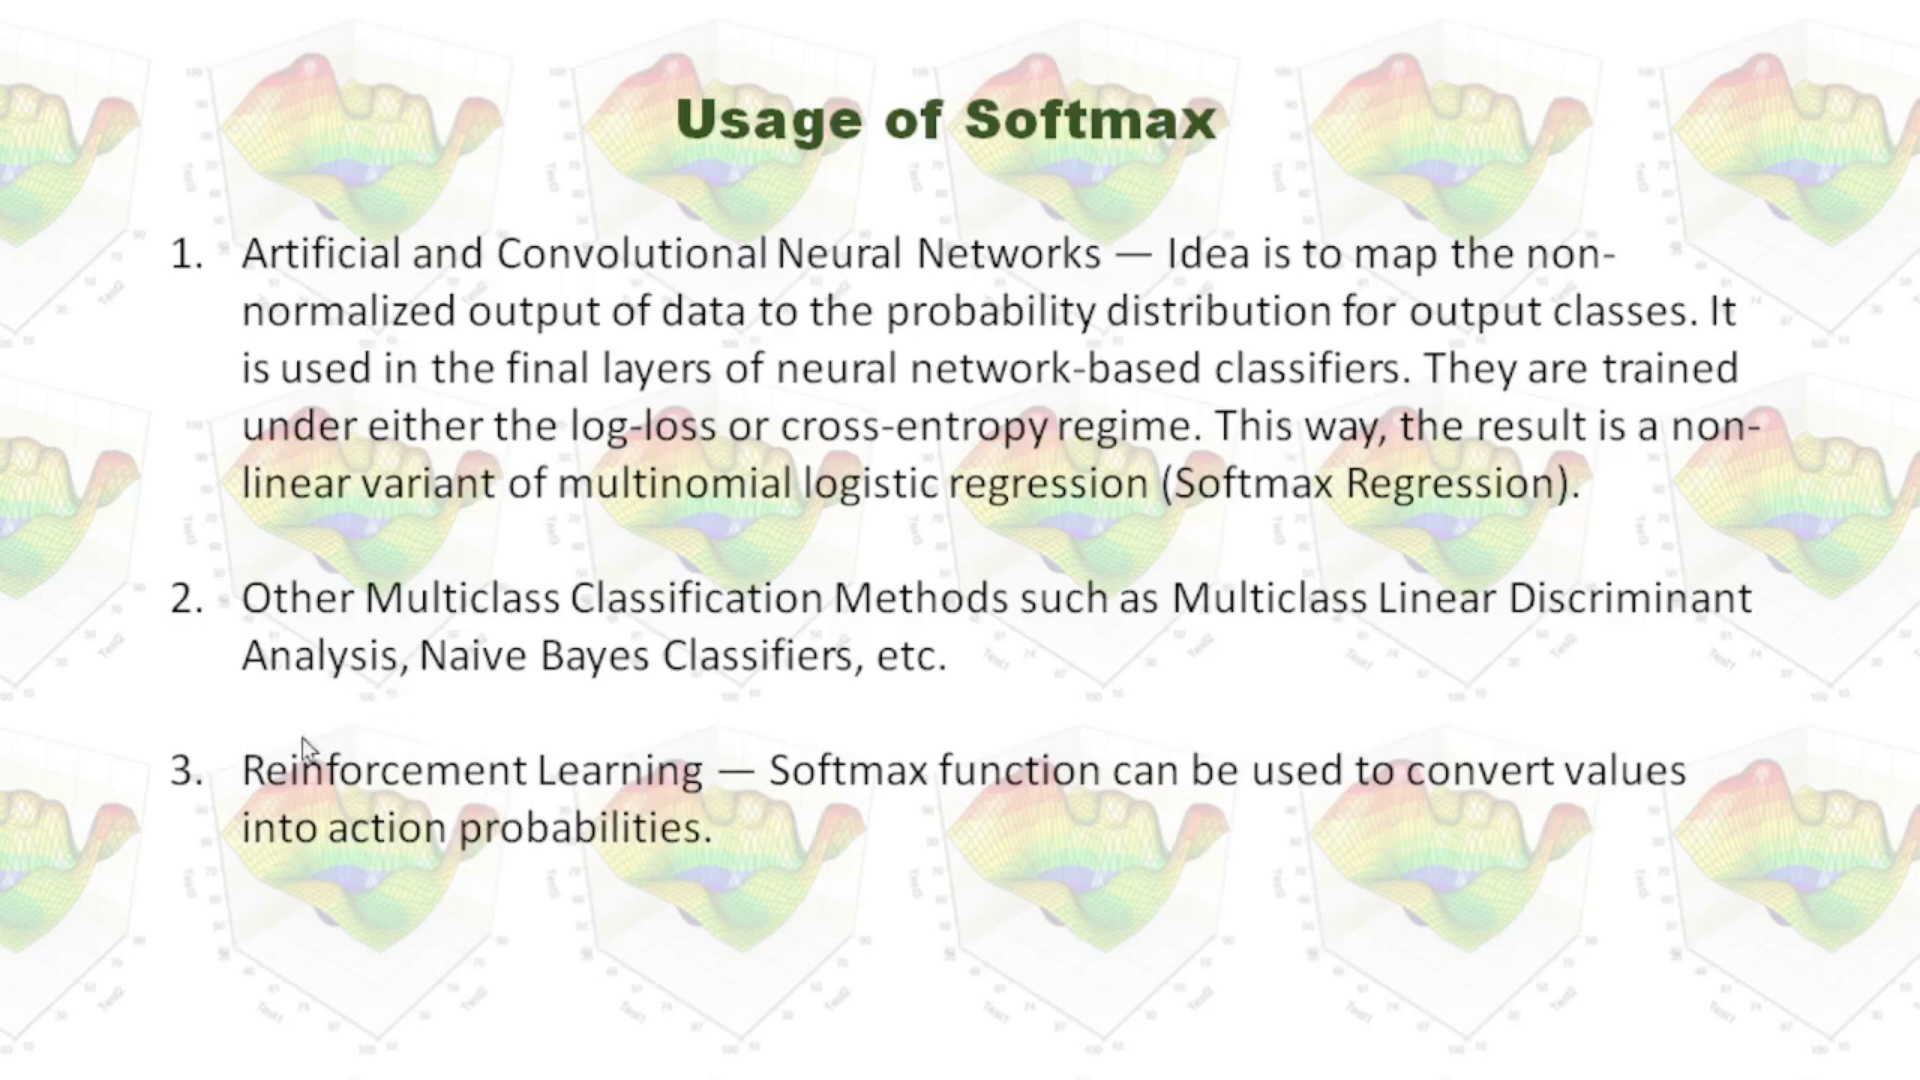 Usage of Softmax
1. Artificial and Convolutional Neural Networks — Idea is to map the non-
normalized output of data to the probability distribution for output classes. It
is used in the final layers of neural network-based classifiers. They are trained
under either the log-loss or cross-entropy regime. This way, the result is a non-
linear variant of multinomial logistic regression (Softmax Regression).
2. Other Multiclass Classification Methods such as Multiclass Linear Discriminant
Analysis, Naive Bayes Classifiers, etc.
3. Reinforcement Learning — Softmax function can be used to convert values
into action probabilities.